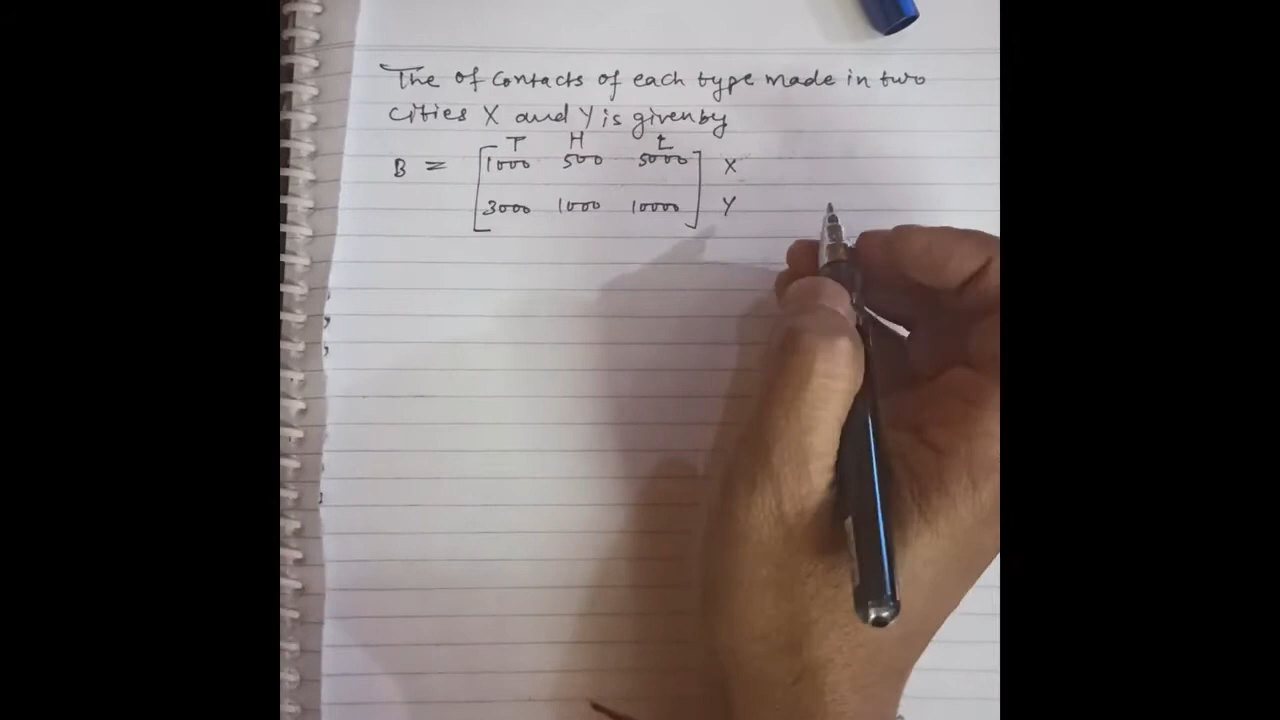 The of contacts of each type made in two
cities X and Y is given by
T H L
B = [1000 500 5000] X
[3000 1000 10000] Y